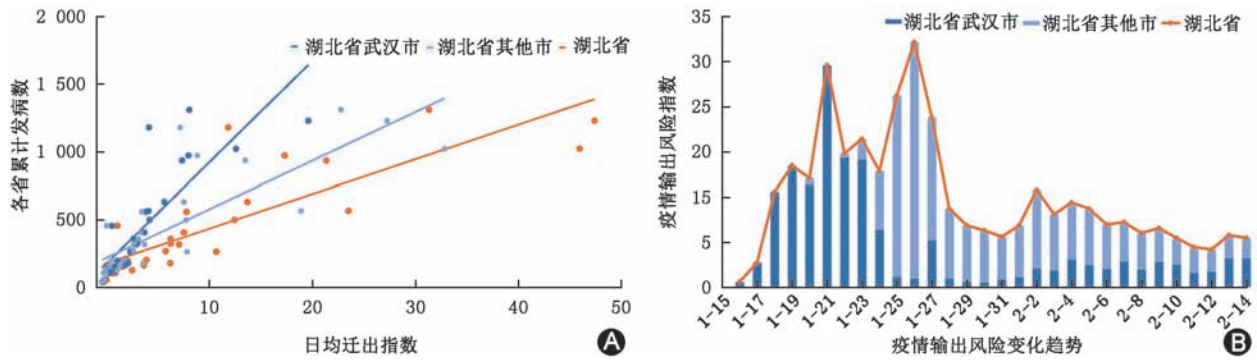 2 000
1 500
1 000
500
0
各省累计发病数
湖北省武汉市 湖北省其他市 湖北省
10 20 30 40 50
日均迁出指数
A
35
30
35
20
15
5
0
疫情输出风险指数
湖北省武汉市 湖北省其他市 湖北省
1-15 1-17 1-19 1-21 1-23 1-25 1-27 1-29 1-31 2-2 2-4 2-6 2-8 2-10 2-12 2-14
疫情输出风险变化趋势
B